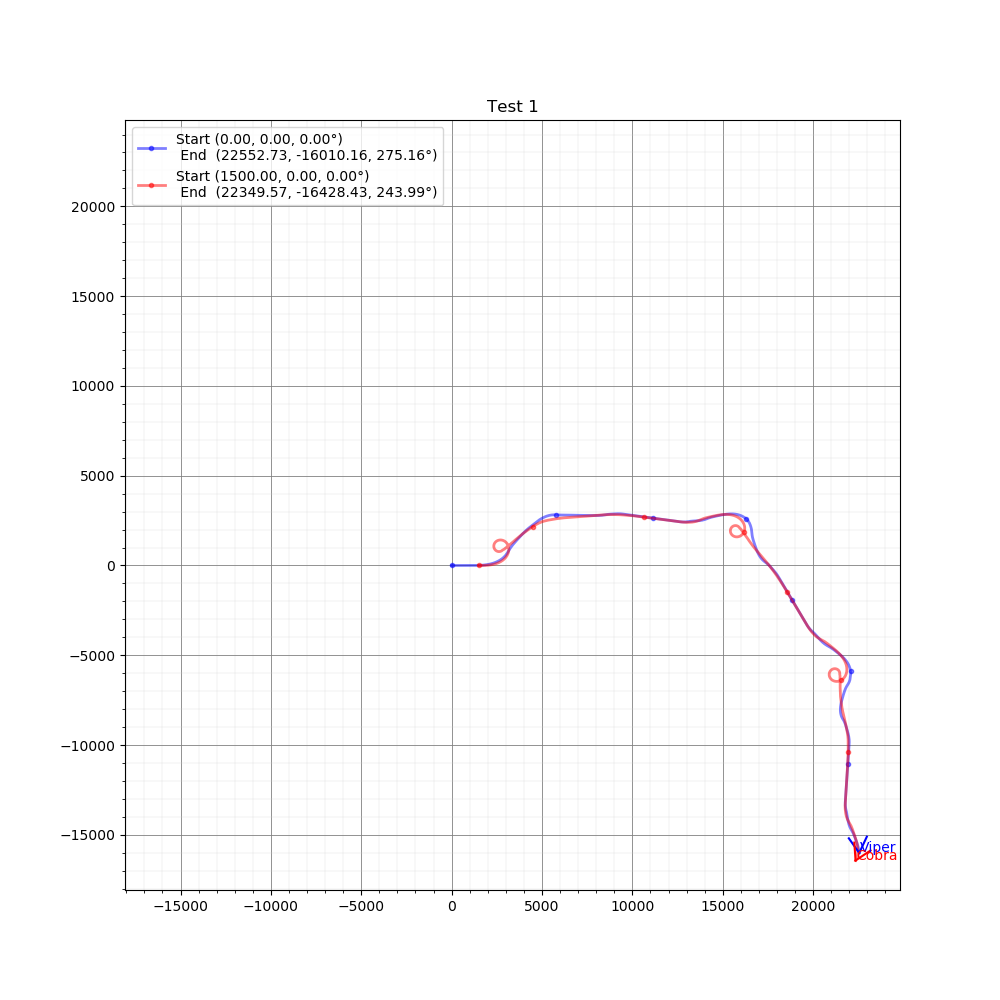 Test 1
Start (0.00, 0.00, 0.00°)
End  (22552.73, -16010.16, 275.16°)
Start (1500.00, 0.00, 0.00°)
End  (22349.57, -16428.43, 243.99°)
20000
15000
10000
5000
0
−5000
−10000
−15000
Viper
Cobra
−15000 −10000 −5000 0 5000 10000 15000 20000